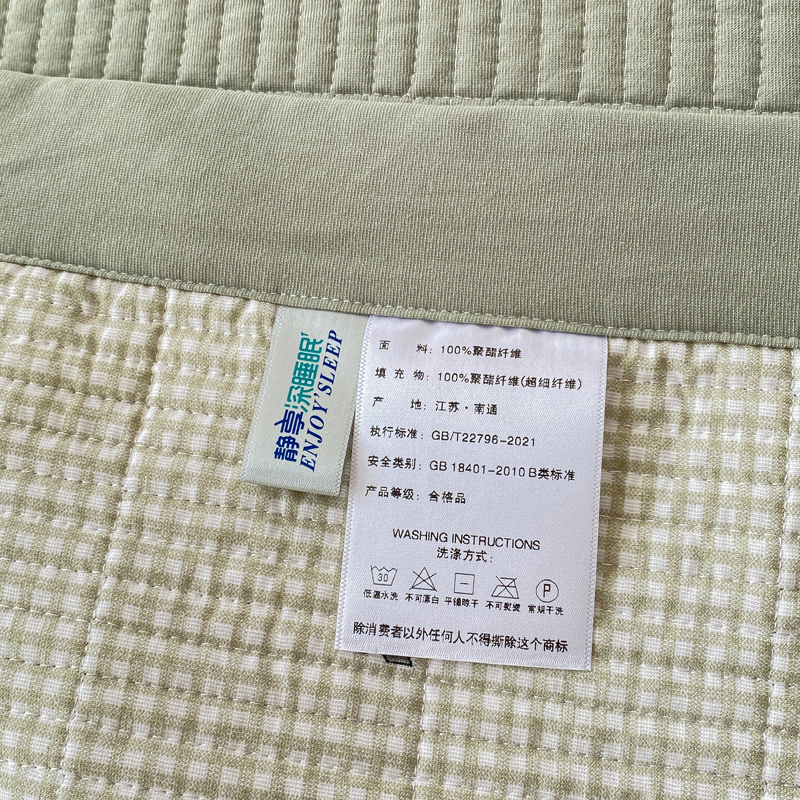 静享深睡眠
ENJOY'SLEEP
面 料: 100%聚酯纤维
填 充 物: 100%聚酯纤维(超细纤维)
产 地: 江苏·南通
执行标准: GB/T22796-2021
安全类别: GB 18401-2010 B类标准
产品等级: 合格品
WASHING INSTRUCTIONS
洗涤方式:
30 P
低温水洗 不可漂白 平铺晾干 不可熨烫 常规干洗
除消费者以外任何人不得撕除这个商标